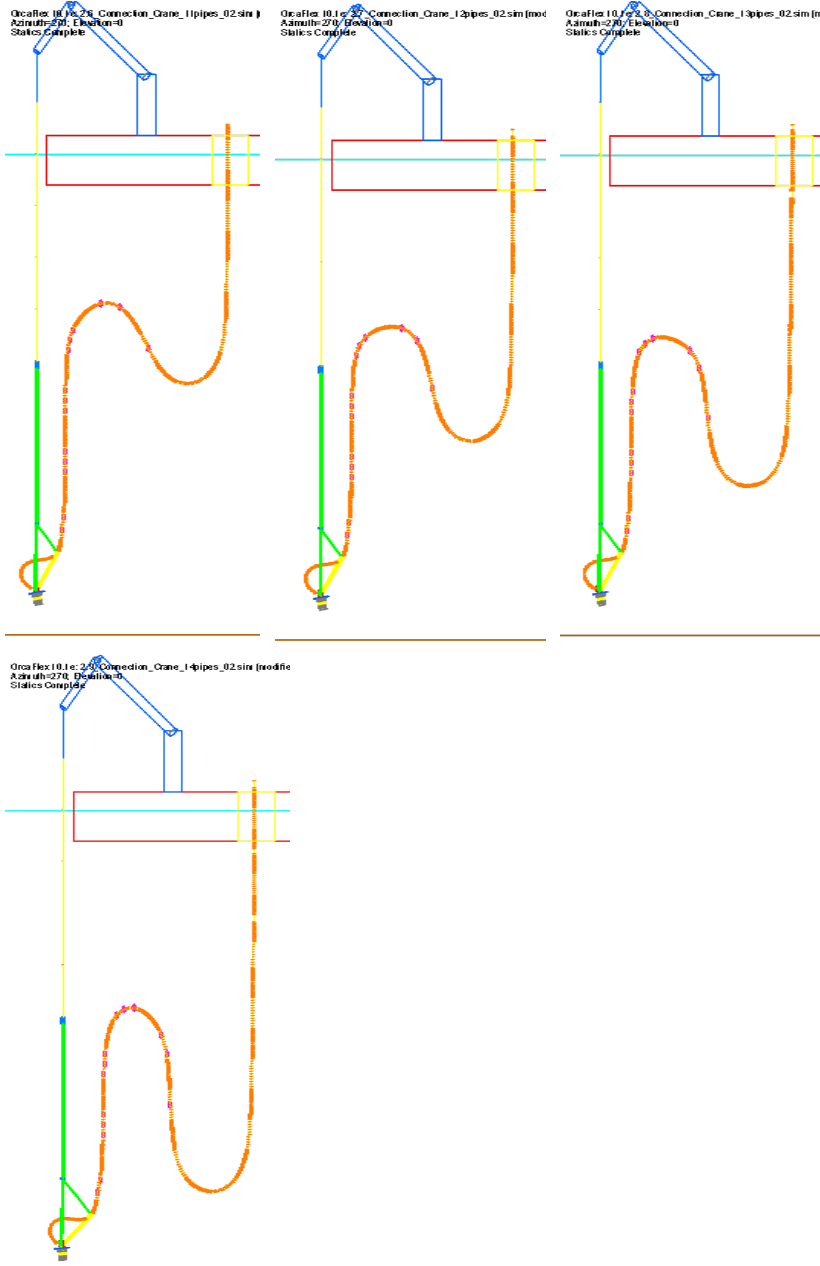 OrcaFlex 10.1e: 2.6_Connection_Crane_11pipes_02.sim
Azimuth=270; Elevation=0
Statics Complete
OrcaFlex 10.1e: 2.7_Connection_Crane_12pipes_02.sim (mod
Azimuth=270; Elevation=0
Statics Complete
OrcaFlex 10.1e: 2.8_Connection_Crane_13pipes_02.sim (m
Azimuth=270; Elevation=0
Statics Complete
OrcaFlex 10.1e: 2.9_Connection_Crane_14pipes_02.sim (modifie
Azimuth=270; Elevation=0
Statics Complete